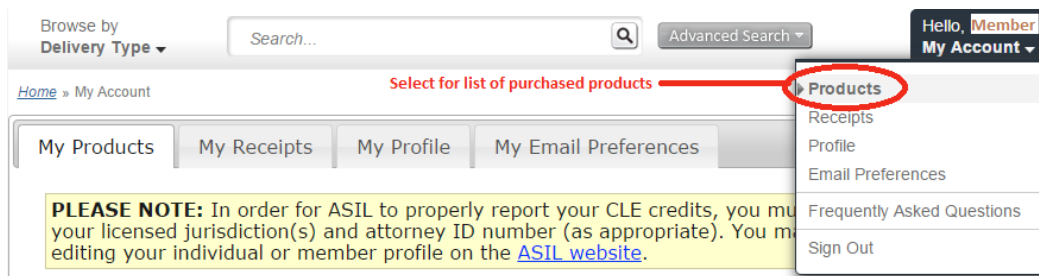 Browse by
Delivery Type
Search...
Advanced Search
Hello, Member
My Account
Home » My Account
Select for list of purchased products
Products
Receipts
Profile
Email Preferences
Frequently Asked Questions
Sign Out
My Products
My Receipts
My Profile
My Email Preferences
PLEASE NOTE: In order for ASIL to properly report your CLE credits, you
your licensed jurisdiction(s) and attorney ID number (as appropriate). You
editing your individual or member profile on the ASIL website.